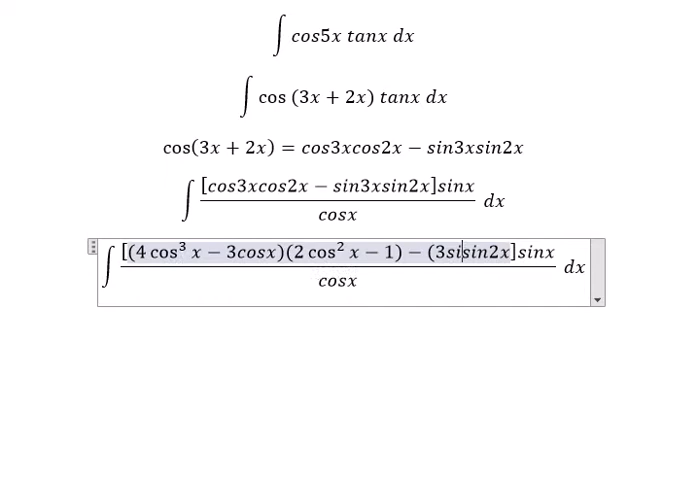 ∫ cos5x tanx dx
∫ cos (3x + 2x) tanx dx
cos(3x + 2x) = cos3xcos2x − sin3xsin2x
∫ [cos3xcos2x − sin3xsin2x]sinx / cosx dx
∫ [(4 cos³ x − 3cosx)(2 cos² x − 1) − (3sisin2x]sinx / cosx dx